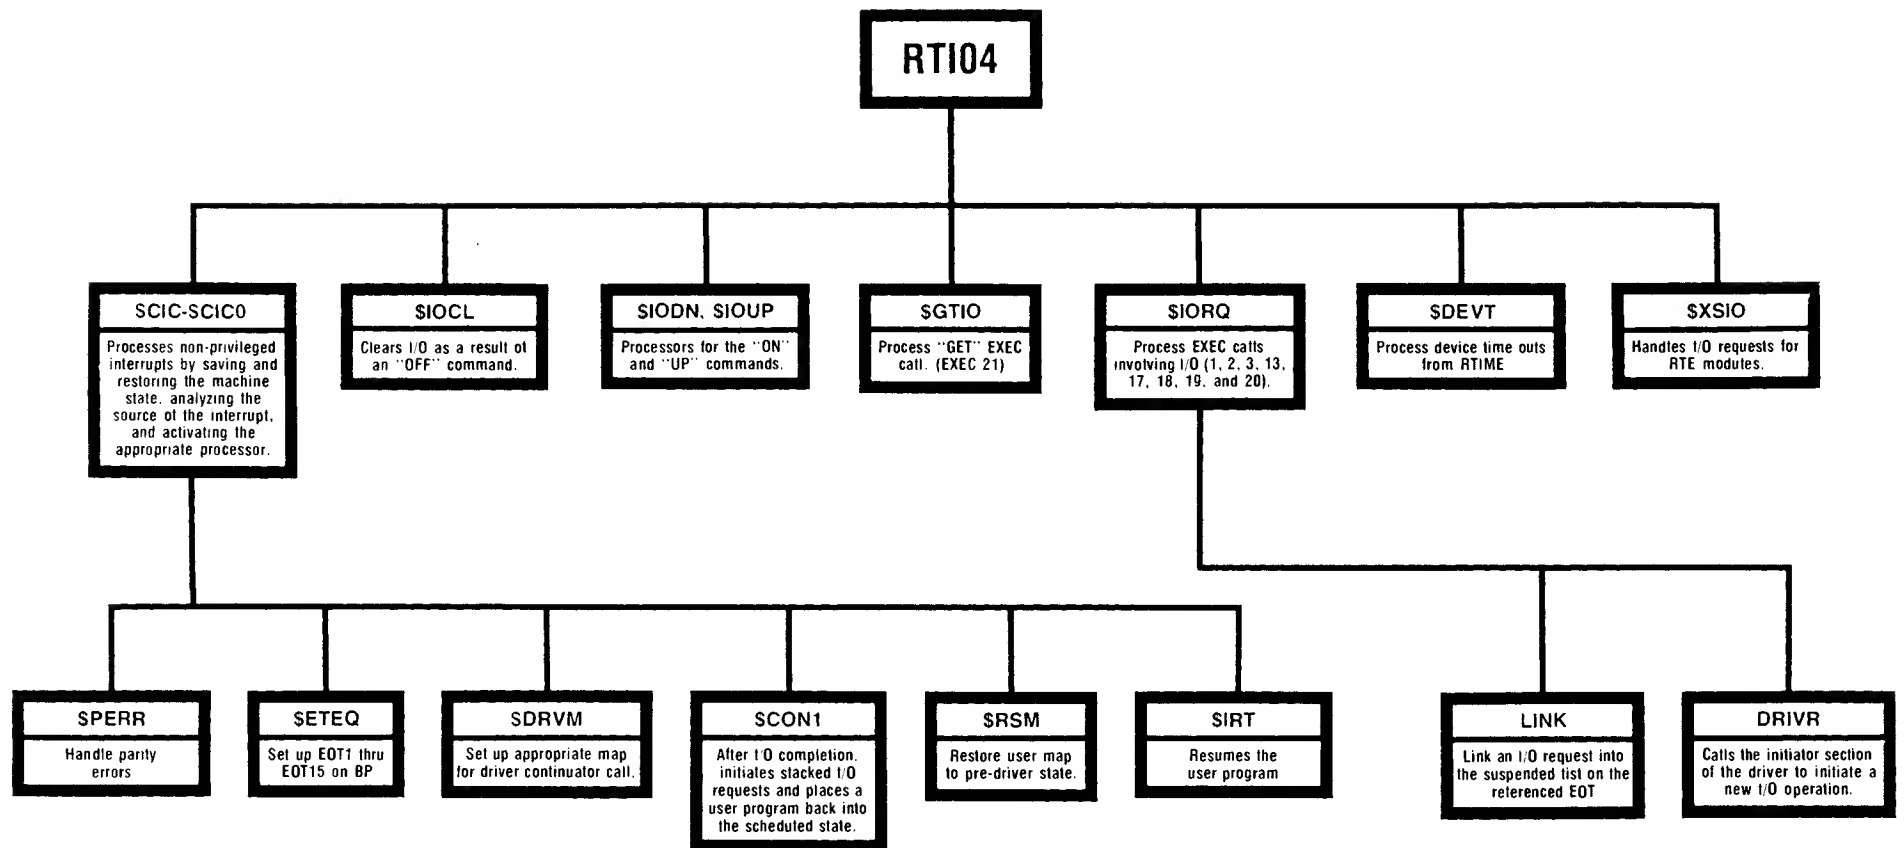 RTIO4
$CIC-$CIC0
Processes non-privileged
interrupts by saving and
restoring the machine
state, analyzing the
source of the interrupt,
and activating the
appropriate processor.
$IOCL
Clears I/O as a result of
an "OFF" command.
$IODN, $IOUP
Processors for the "ON"
and "UP" commands.
$GTIO
Process "GET" EXEC
call. (EXEC 21)
$IORQ
Process EXEC calls
involving I/O (1, 2, 3, 13,
17, 18, 19, and 20).
$DEVT
Process device time outs
from RTIME
$XSIO
Handles I/O requests for
RTE modules.
$PERR
Handle parity
errors
$ETEQ
Set up EQT1 thru
EQT15 on BP
$DRVM
Set up appropriate map
for driver continuator call.
$CON1
After I/O completion,
initiates stacked I/O
requests and places a
user program back into
the scheduled state.
$RSM
Restore user map
to pre-driver state.
$IRT
Resumes the
user program
LINK
Link an I/O request into
the suspended list on the
referenced EQT
DRIVR
Calls the initiator section
of the driver to initiate a
new I/O operation.